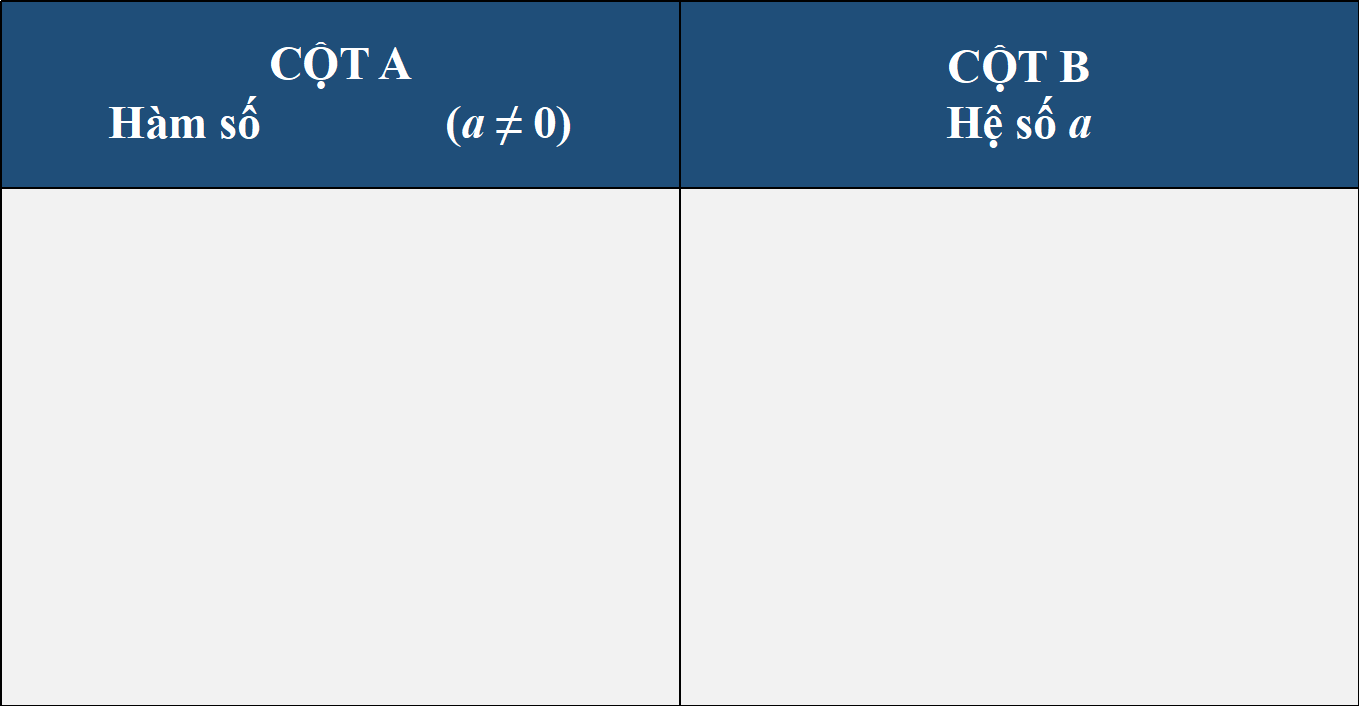 CỘT A
Hàm số (a ≠ 0)
CỘT B
Hệ số a